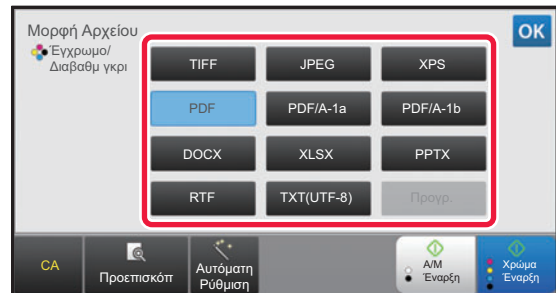 Μορφή Αρχείου
OK
Έγχρωμο/
Διαβαθμ γκρι
TIFF JPEG XPS
PDF PDF/A-1a PDF/A-1b
DOCX XLSX PPTX
RTF TXT(UTF-8) Προγρ.
CA
Προεπισκόπ
Αυτόματη
Ρύθμιση
Α/Μ
Έναρξη
Χρώμα
Έναρξη